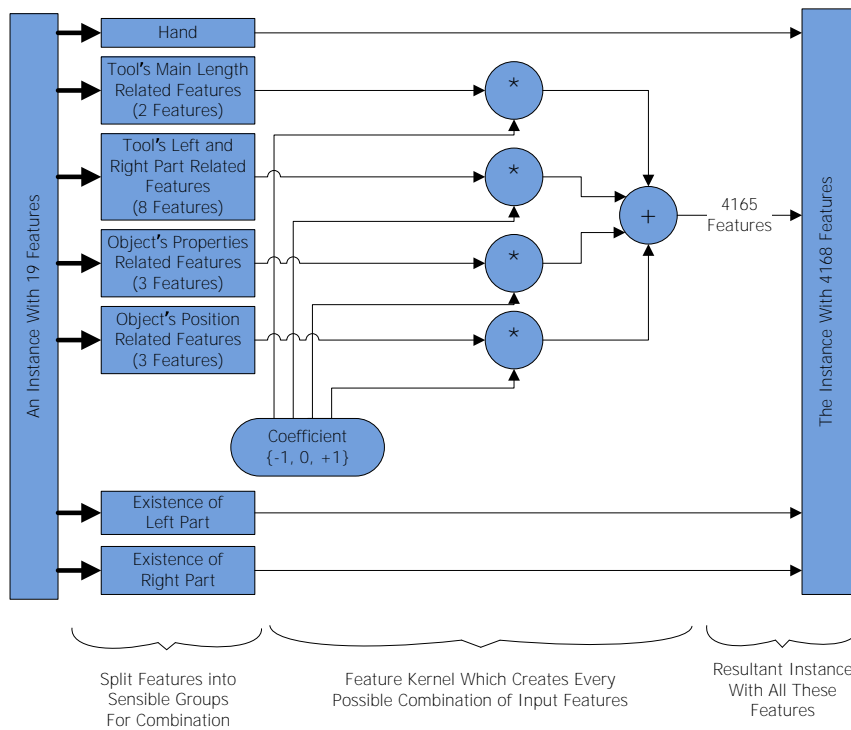 An Instance With 19 Features
Hand
Tool's Main Length
Related Features
(2 Features)
Tool's Left and
Right Part Related
Features
(8 Features)
Object's Properties
Related Features
(3 Features)
Object's Position
Related Features
(3 Features)
*
*
*
*
+
4165
Features
Coefficient
{-1, 0, +1}
Existence of
Left Part
Existence of
Right Part
The Instance With 4168 Features
Split Features into
Sensible Groups
For Combination
Feature Kernel Which Creates Every
Possible Combination of Input Features
Resultant Instance
With All These
Features